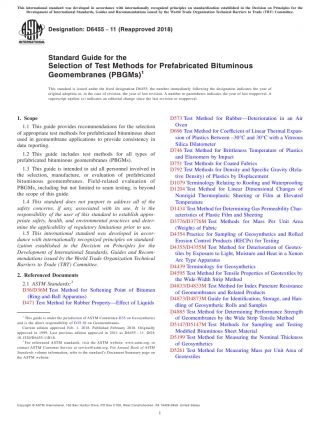 This international standard was developed in accordance with internationally recognized principles on standardization established in the Decision on Principles for the
Development of International Standards, Guides and Recommendations issued by the World Trade Organization Technical Barriers to Trade (TBT) Committee.
Designation: D6455 − 11 (Reapproved 2018)
Standard Guide for the
Selection of Test Methods for Prefabricated Bituminous
Geomembranes (PBGMs)1
This standard is issued under the fixed designation D6455; the number immediately following the designation indicates the year of
original adoption or, in the case of revision, the year of last revision. A number in parentheses indicates the year of last reapproval. A
superscript epsilon (ε) indicates an editorial change since the last revision or reapproval.
1. Scope
1.1 This guide provides recommendations for the selection
of appropriate test methods for prefabricated bituminous sheet
used in geomembrane applications to provide consistency in
data reporting.
1.2 This guide includes test methods for all types of
prefabricated bituminous geomembranes (PBGMs).
1.3 This guide is intended to aid all personnel involved in
the selection, manufacture, or evaluation of prefabricated
bituminous geomembranes. Field-related evaluation of
PBGMs, including but not limited to seam testing, is beyond
the scope of this guide.
1.4 This standard does not purport to address all of the
safety concerns, if any, associated with its use. It is the
responsibility of the user of this standard to establish appro-
priate safety, health, and environmental practices and deter-
mine the applicability of regulatory limitations prior to use.
1.5 This international standard was developed in accor-
dance with internationally recognized principles on standard-
ization established in the Decision on Principles for the
Development of International Standards, Guides and Recom-
mendations issued by the World Trade Organization Technical
Barriers to Trade (TBT) Committee.
2. Referenced Documents
2.1 ASTM Standards:2
D36/D36M Test Method for Softening Point of Bitumen
(Ring-and-Ball Apparatus)
D471 Test Method for Rubber Property—Effect of Liquids
1 This guide is under the jurisdiction of ASTM Committee D35 on Geosynthetics
and is the direct responsibility of D35.10 on Geomembranes.
Current edition approved Feb. 1, 2018. Published February 2018. Originally
2 For referenced ASTM standards, visit the ASTM website, www.astm.org, or
contact ASTM Customer Service at service@astm.org. For Annual Book of ASTM
Standards volume information, refer to the standard's Document Summary page on
the ASTM website.
D573 Test Method for Rubber—Deterioration in an Air
Oven
D696 Test Method for Coefficient of Linear Thermal Expan-
sion of Plastics Between −30°C and 30°C with a Vitreous
Silica Dilatometer
D746 Test Method for Brittleness Temperature of Plastics
and Elastomers by Impact
D751 Test Methods for Coated Fabrics
D792 Test Methods for Density and Specific Gravity (Rela-
tive Density) of Plastics by Displacement
D1079 Terminology Relating to Roofing and Waterproofing
D1204 Test Method for Linear Dimensional Changes of
Nonrigid Thermoplastic Sheeting or Film at Elevated
Temperature
D1434 Test Method for Determining Gas Permeability Char-
acteristics of Plastic Film and Sheeting
D3776/D3776M Test Methods for Mass Per Unit Area
(Weight) of Fabric
D4354 Practice for Sampling of Geosynthetics and Rolled
Erosion Control Products (RECPs) for Testing
D4355/D4355M Test Method for Deterioration of Geotex-
tiles by Exposure to Light, Moisture and Heat in a Xenon
Arc Type Apparatus
D4439 Terminology for Geosynthetics
D4595 Test Method for Tensile Properties of Geotextiles by
the Wide-Width Strip Method
D4833/D4833M Test Method for Index Puncture Resistance
of Geomembranes and Related Products
D4873/D4873M Guide for Identification, Storage, and Han-
dling of Geosynthetic Rolls and Samples
D4885 Test Method for Determining Performance Strength
of Geomembranes by the Wide Strip Tensile Method
D5147/D5147M Test Methods for Sampling and Testing
Modified Bituminous Sheet Material
D5199 Test Method for Measuring the Nominal Thickness
of Geosynthetics
D5261 Test Method for Measuring Mass per Unit Area of
Geotextiles
Copyright © ASTM International, 100 Barr Harbor Drive, PO Box C700, West Conshohocken, PA 19428-2959. United States
1